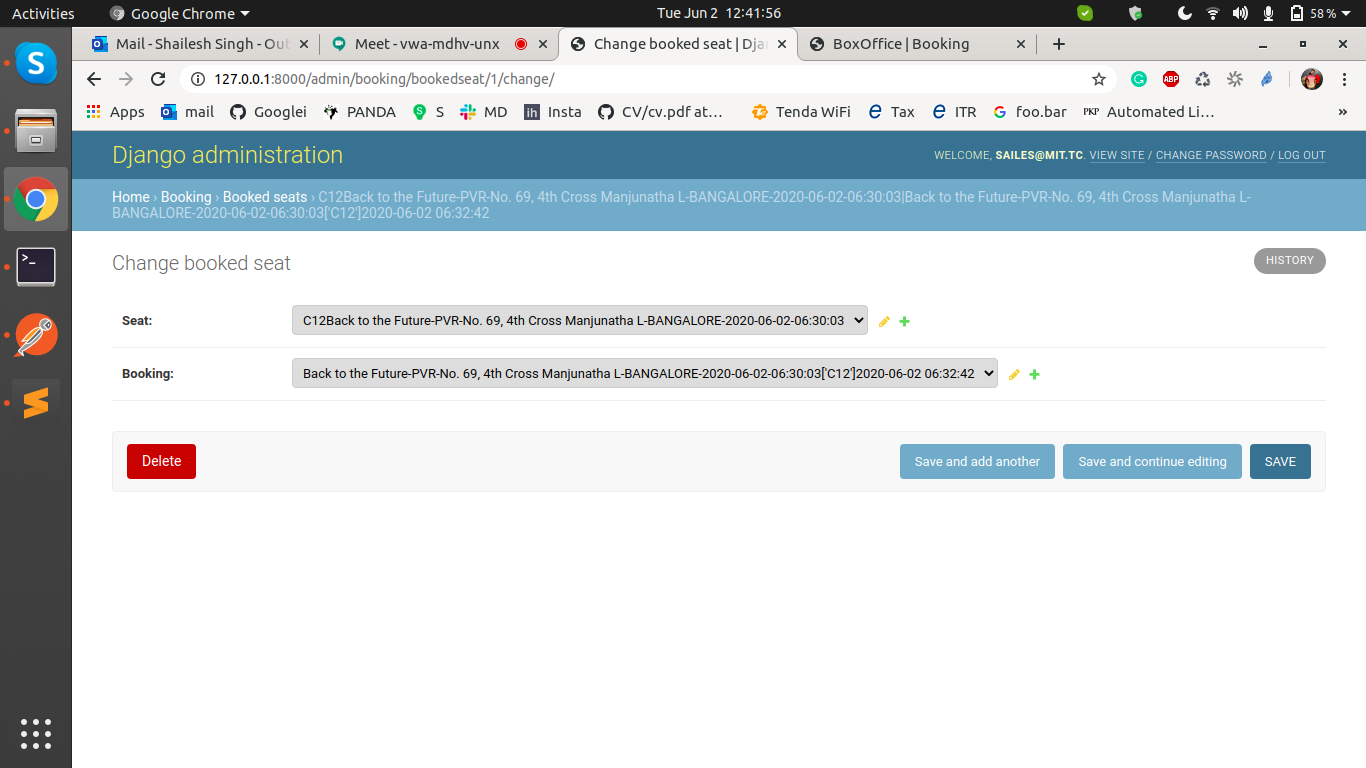 Activities Google Chrome Tue Jun 2 12:41:56 58 %
Mail - Shailesh Singh - Out Meet - vwa-mdhv-unx Change booked seat | Dja BoxOffice | Booking
127.0.0.1:8000/admin/booking/bookedseat/1/change/ ABP
Apps mail Googlei PANDA S MD ih Insta CV/cv.pdf at… Tenda WiFi Tax ITR foo.bar PKP Automated Li… »
Django administration
WELCOME, SAILES@MIT.TC. VIEW SITE / CHANGE PASSWORD / LOG OUT
Home › Booking › Booked seats › C12Back to the Future-PVR-No. 69, 4th Cross Manjunatha L-BANGALORE-2020-06-02-06:30:03|Back to the Future-PVR-No. 69, 4th Cross Manjunatha L-
BANGALORE-2020-06-02-06:30:03['C12']2020-06-02 06:32:42
Change booked seat
HISTORY
Seat: C12Back to the Future-PVR-No. 69, 4th Cross Manjunatha L-BANGALORE-2020-06-02-06:30:03
Booking: Back to the Future-PVR-No. 69, 4th Cross Manjunatha L-BANGALORE-2020-06-02-06:30:03['C12']2020-06-02 06:32:42
Delete Save and add another Save and continue editing SAVE